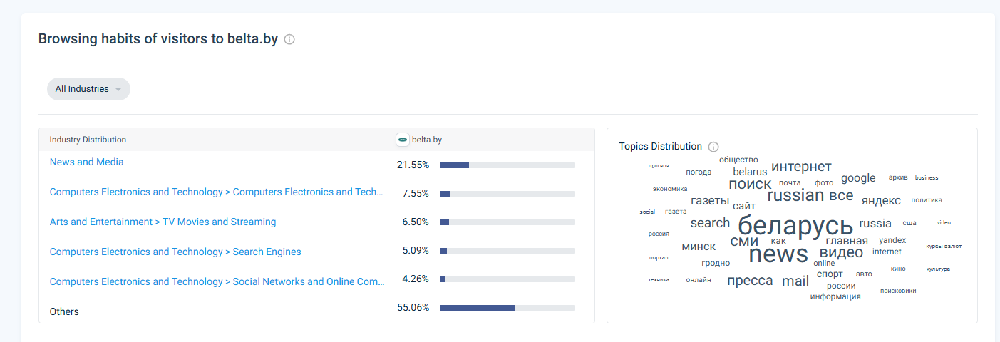 Browsing habits of visitors to belta.by
All Industries
Industry Distribution
belta.by
News and Media
21.55%
Computers Electronics and Technology > Computers Electronics and Tech...
7.55%
Arts and Entertainment > TV Movies and Streaming
6.50%
Computers Electronics and Technology > Search Engines
5.09%
Computers Electronics and Technology > Social Networks and Online Com...
4.26%
Others
55.06%
Topics Distribution
общество
прогноз погода belarus интернет
поиск почта фото google архив business
экономика газеты russian все яндекс политика
social газета сайт
search беларусь russia сша video
россия
минск сми как главная yandex курсы валют
портал news видео internet
гродно online
техника онлайн пресса mail спорт авто кино культура
россии поисковики
информация